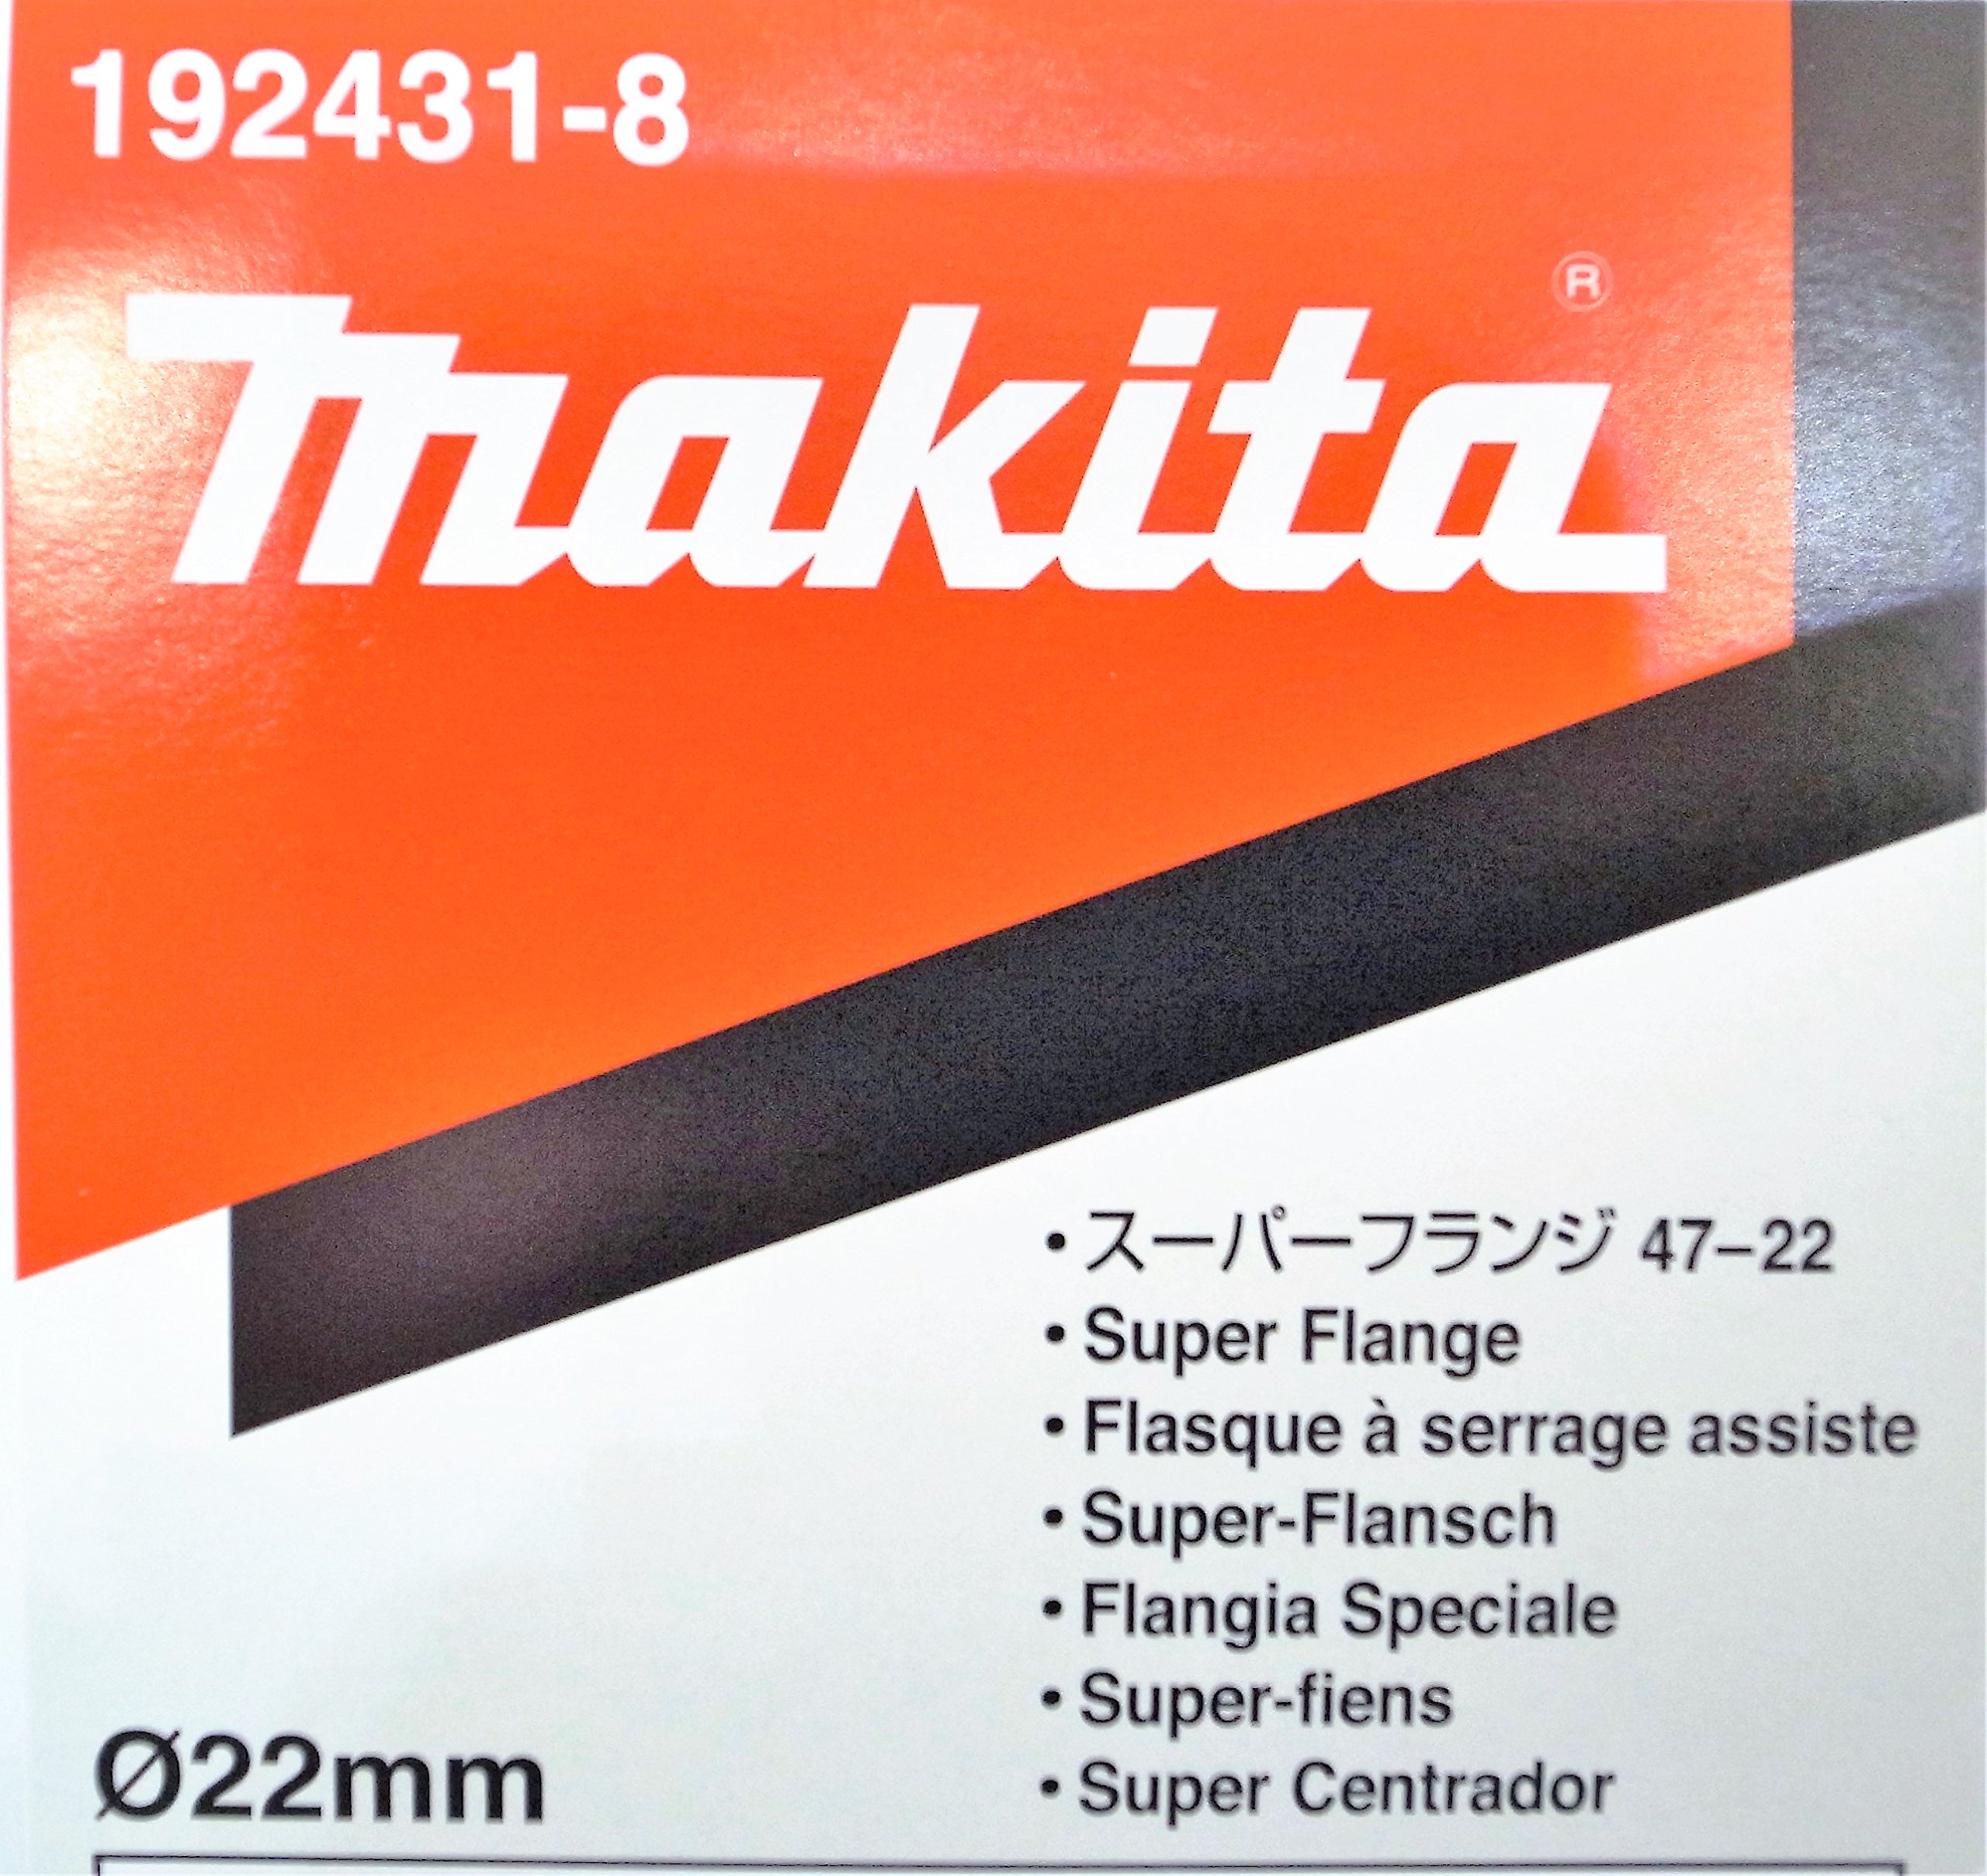 192431-8
makita®
・スーパーフランジ 47–22
• Super Flange
• Flasque à serrage assiste
• Super-Flansch
• Flangia Speciale
• Super-fiens
• Super Centrador
Ø22mm